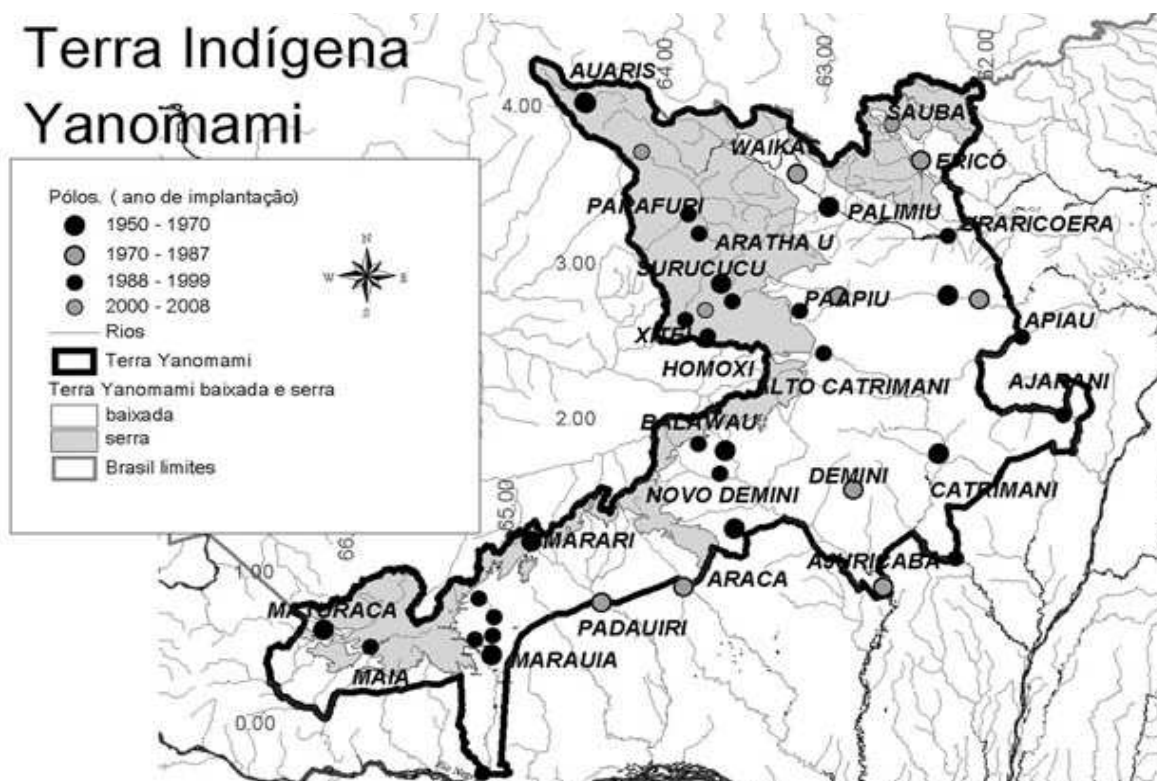 Terra Indígena
Yanomami
Pólos. ( ano de implantação)
1950 - 1970
1970 - 1987
1988 - 1999
2000 - 2008
Rios
Terra Yanomami
Terra Yanomami baixada e serra
baixada
serra
Brasil limites
N
W
E
S
64.00
63.00
62.00
4.00
AUARIS
SAUBA
WAIKAS
ERICÓ
PARAFURI
PALIMIU
ARATHA U
URARICOERA
3.00
SURUCUCU
PAAPIU
XITEI
APIAU
HOMOXI
ALTO CATRIMANI
AJARANI
2.00
BALAWAU
NOVO DEMINI
DEMINI
CATRIMANI
65.00
66.
MARARI
AJURICABA
1.00
ARACA
MATURACA
PADAUIRI
MARAUIA
MAIA
0.00